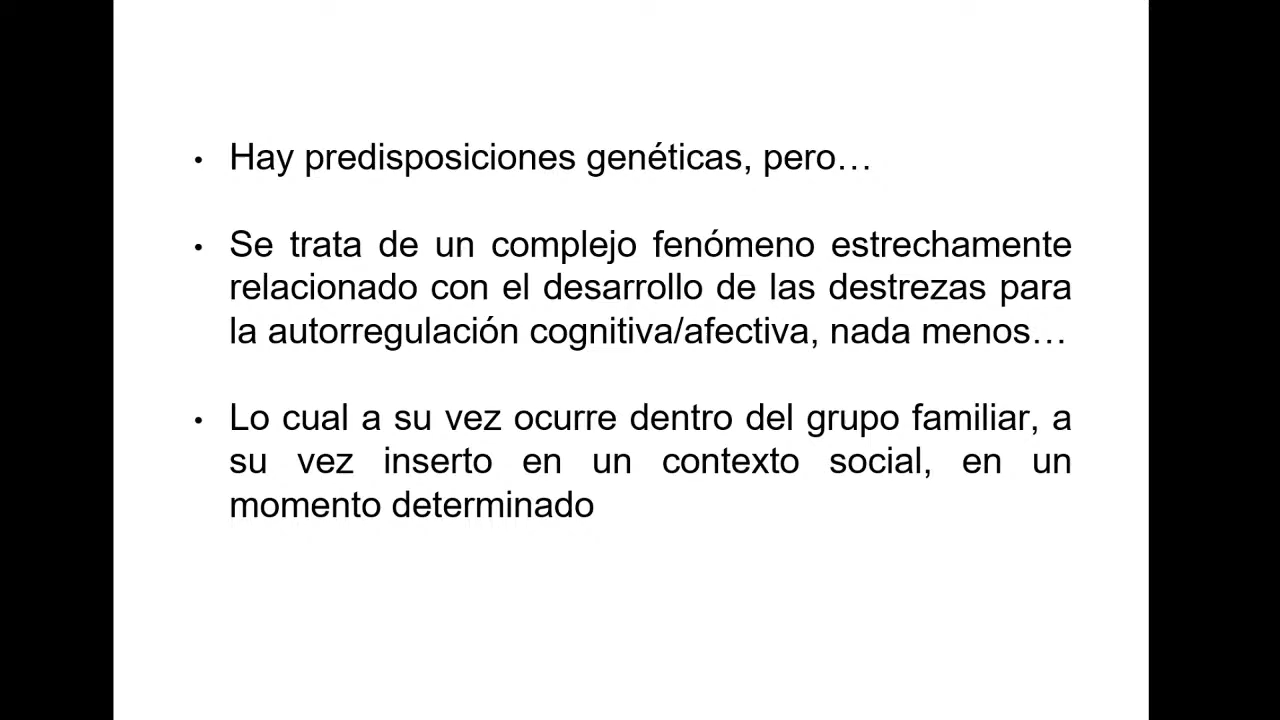 • Hay predisposiciones genéticas, pero…
• Se trata de un complejo fenómeno estrechamente
relacionado con el desarrollo de las destrezas para
la autorregulación cognitiva/afectiva, nada menos…
• Lo cual a su vez ocurre dentro del grupo familiar, a
su vez inserto en un contexto social, en un
momento determinado